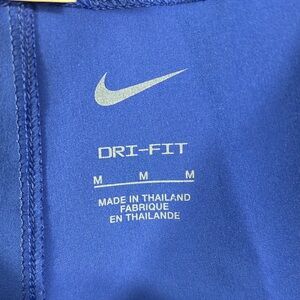 DRI-FIT
M M M
MADE IN THAILAND
FABRIQUE
EN THAILANDE